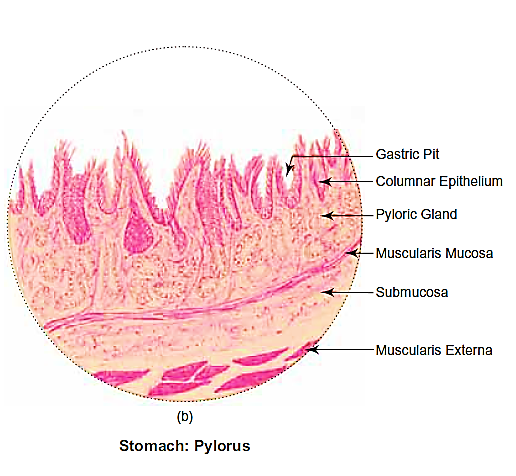 Gastric Pit
Columnar Epithelium
Pyloric Gland
Muscularis Mucosa
Submucosa
Muscularis Externa
(b)
Stomach: Pylorus